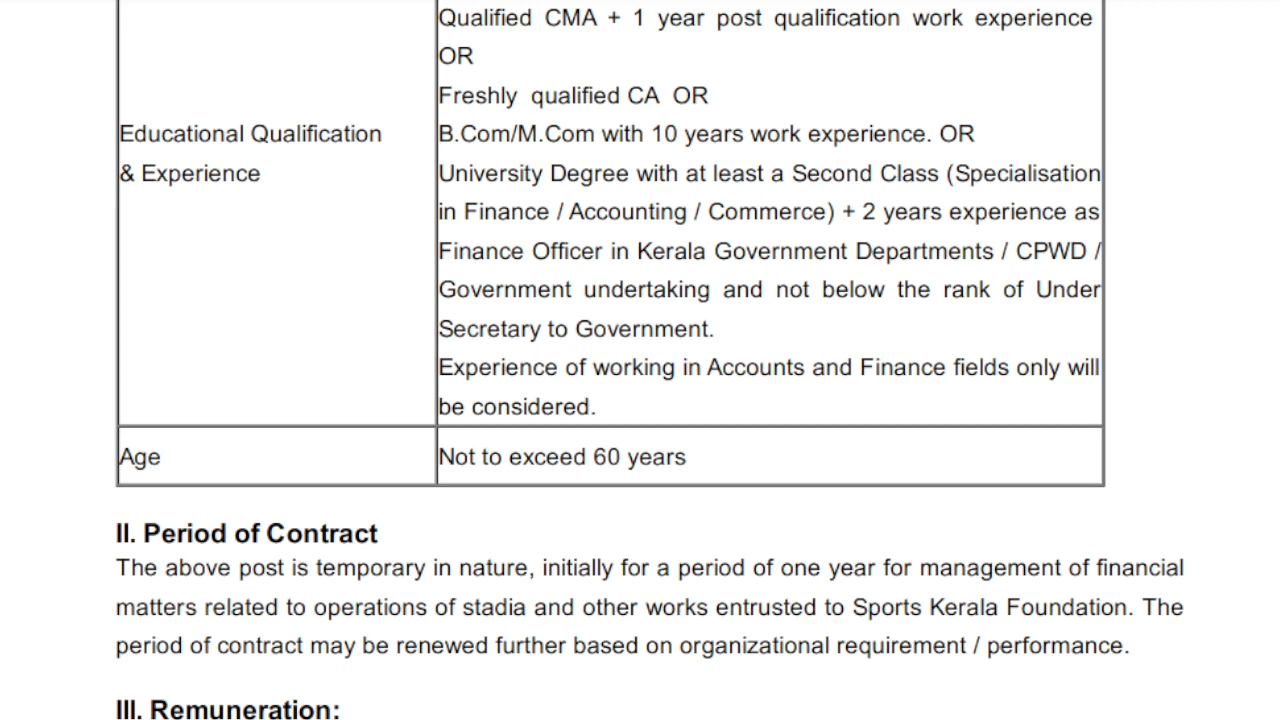 Qualified CMA + 1 year post qualification work experience
OR
Freshly qualified CA OR
Educational Qualification
& Experience
B.Com/M.Com with 10 years work experience. OR
University Degree with at least a Second Class (Specialisation
in Finance / Accounting / Commerce) + 2 years experience as
Finance Officer in Kerala Government Departments / CPWD /
Government undertaking and not below the rank of Under
Secretary to Government.
Experience of working in Accounts and Finance fields only will
be considered.
Age
Not to exceed 60 years
II. Period of Contract
The above post is temporary in nature, initially for a period of one year for management of financial
matters related to operations of stadia and other works entrusted to Sports Kerala Foundation. The
period of contract may be renewed further based on organizational requirement / performance.
III. Remuneration: